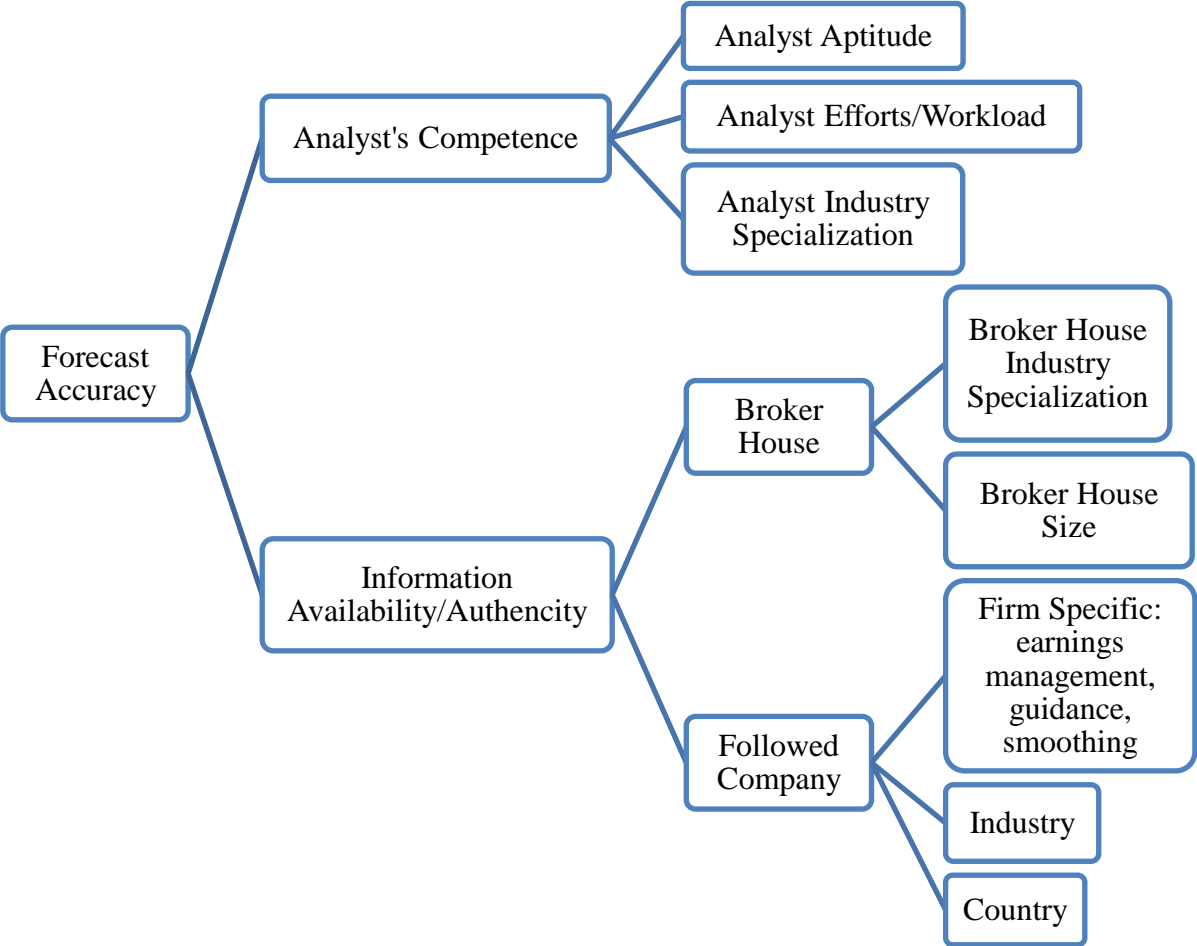 Analyst Aptitude
Analyst Efforts/Workload
Analyst's Competence
Analyst Industry
Specialization
Broker House
Industry
Specialization
Forecast
Accuracy
Broker
House
Broker House
Size
Information
Availability/Authencity
Firm Specific:
earnings
management,
guidance,
smoothing
Followed
Company
Industry
Country